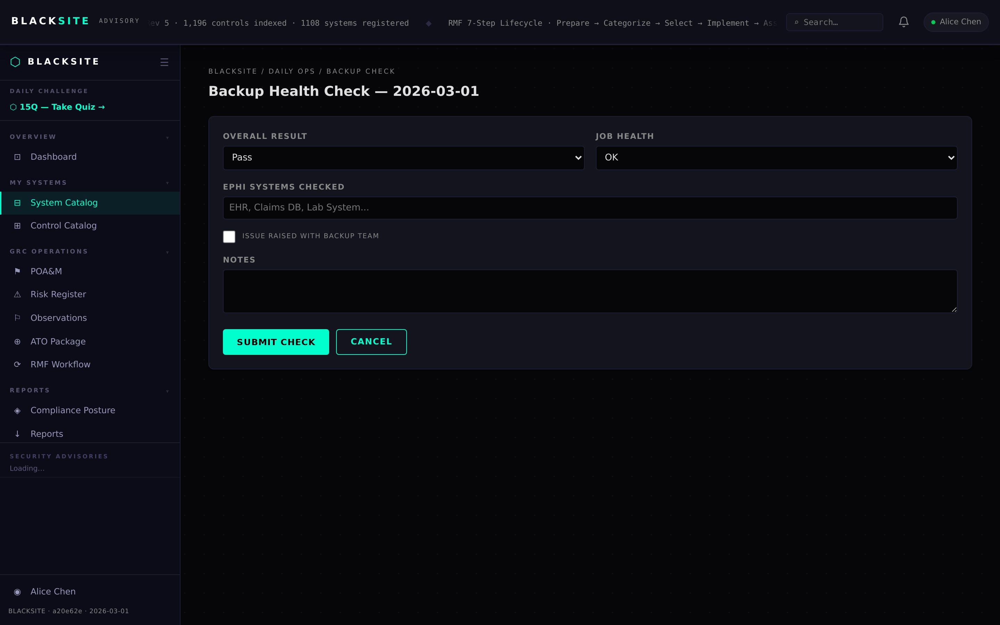 BLACKSITE ADVISORY
5 · 1,196 controls indexed · 1108 systems registered ◆ RMF 7-Step Lifecycle · Prepare → Categorize → Select → Implement →
Search…
Alice Chen
BLACKSITE
DAILY CHALLENGE
15Q — Take Quiz →
OVERVIEW
Dashboard
MY SYSTEMS
System Catalog
Control Catalog
GRC OPERATIONS
POA&M
Risk Register
Observations
ATO Package
RMF Workflow
REPORTS
Compliance Posture
Reports
SECURITY ADVISORIES
Loading…
Alice Chen
BLACKSITE · a20e62e · 2026-03-01
BLACKSITE / DAILY OPS / BACKUP CHECK
Backup Health Check — 2026-03-01
OVERALL RESULT
Pass
JOB HEALTH
OK
EPHI SYSTEMS CHECKED
EHR, Claims DB, Lab System…
ISSUE RAISED WITH BACKUP TEAM
NOTES
SUBMIT CHECK
CANCEL